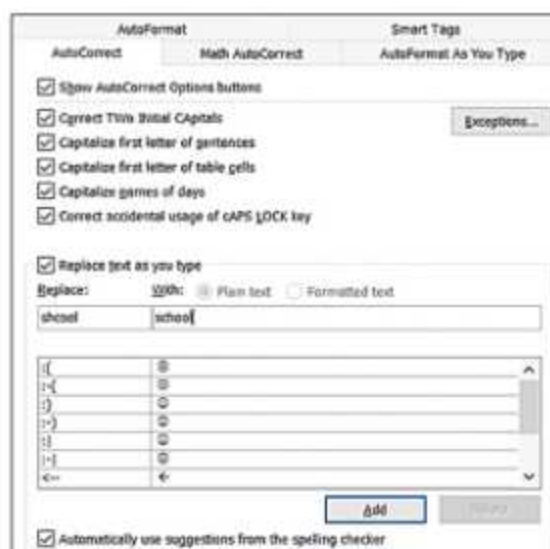 AutoFormat Smart Tags
AutoCorrect Math AutoCorrect AutoFormat As You Type
Show AutoCorrect Options buttons
Correct TWo INitial CApitals Exceptions...
Capitalize first letter of sentences
Capitalize first letter of table cells
Capitalize names of days
Correct accidental usage of cAPS LOCK key
Replace text as you type
Replace: With: Plain text Formatted text
school
:(
:-(
:)
:-)
:|
:-|
<-- ←
Add
Automatically use suggestions from the spelling checker